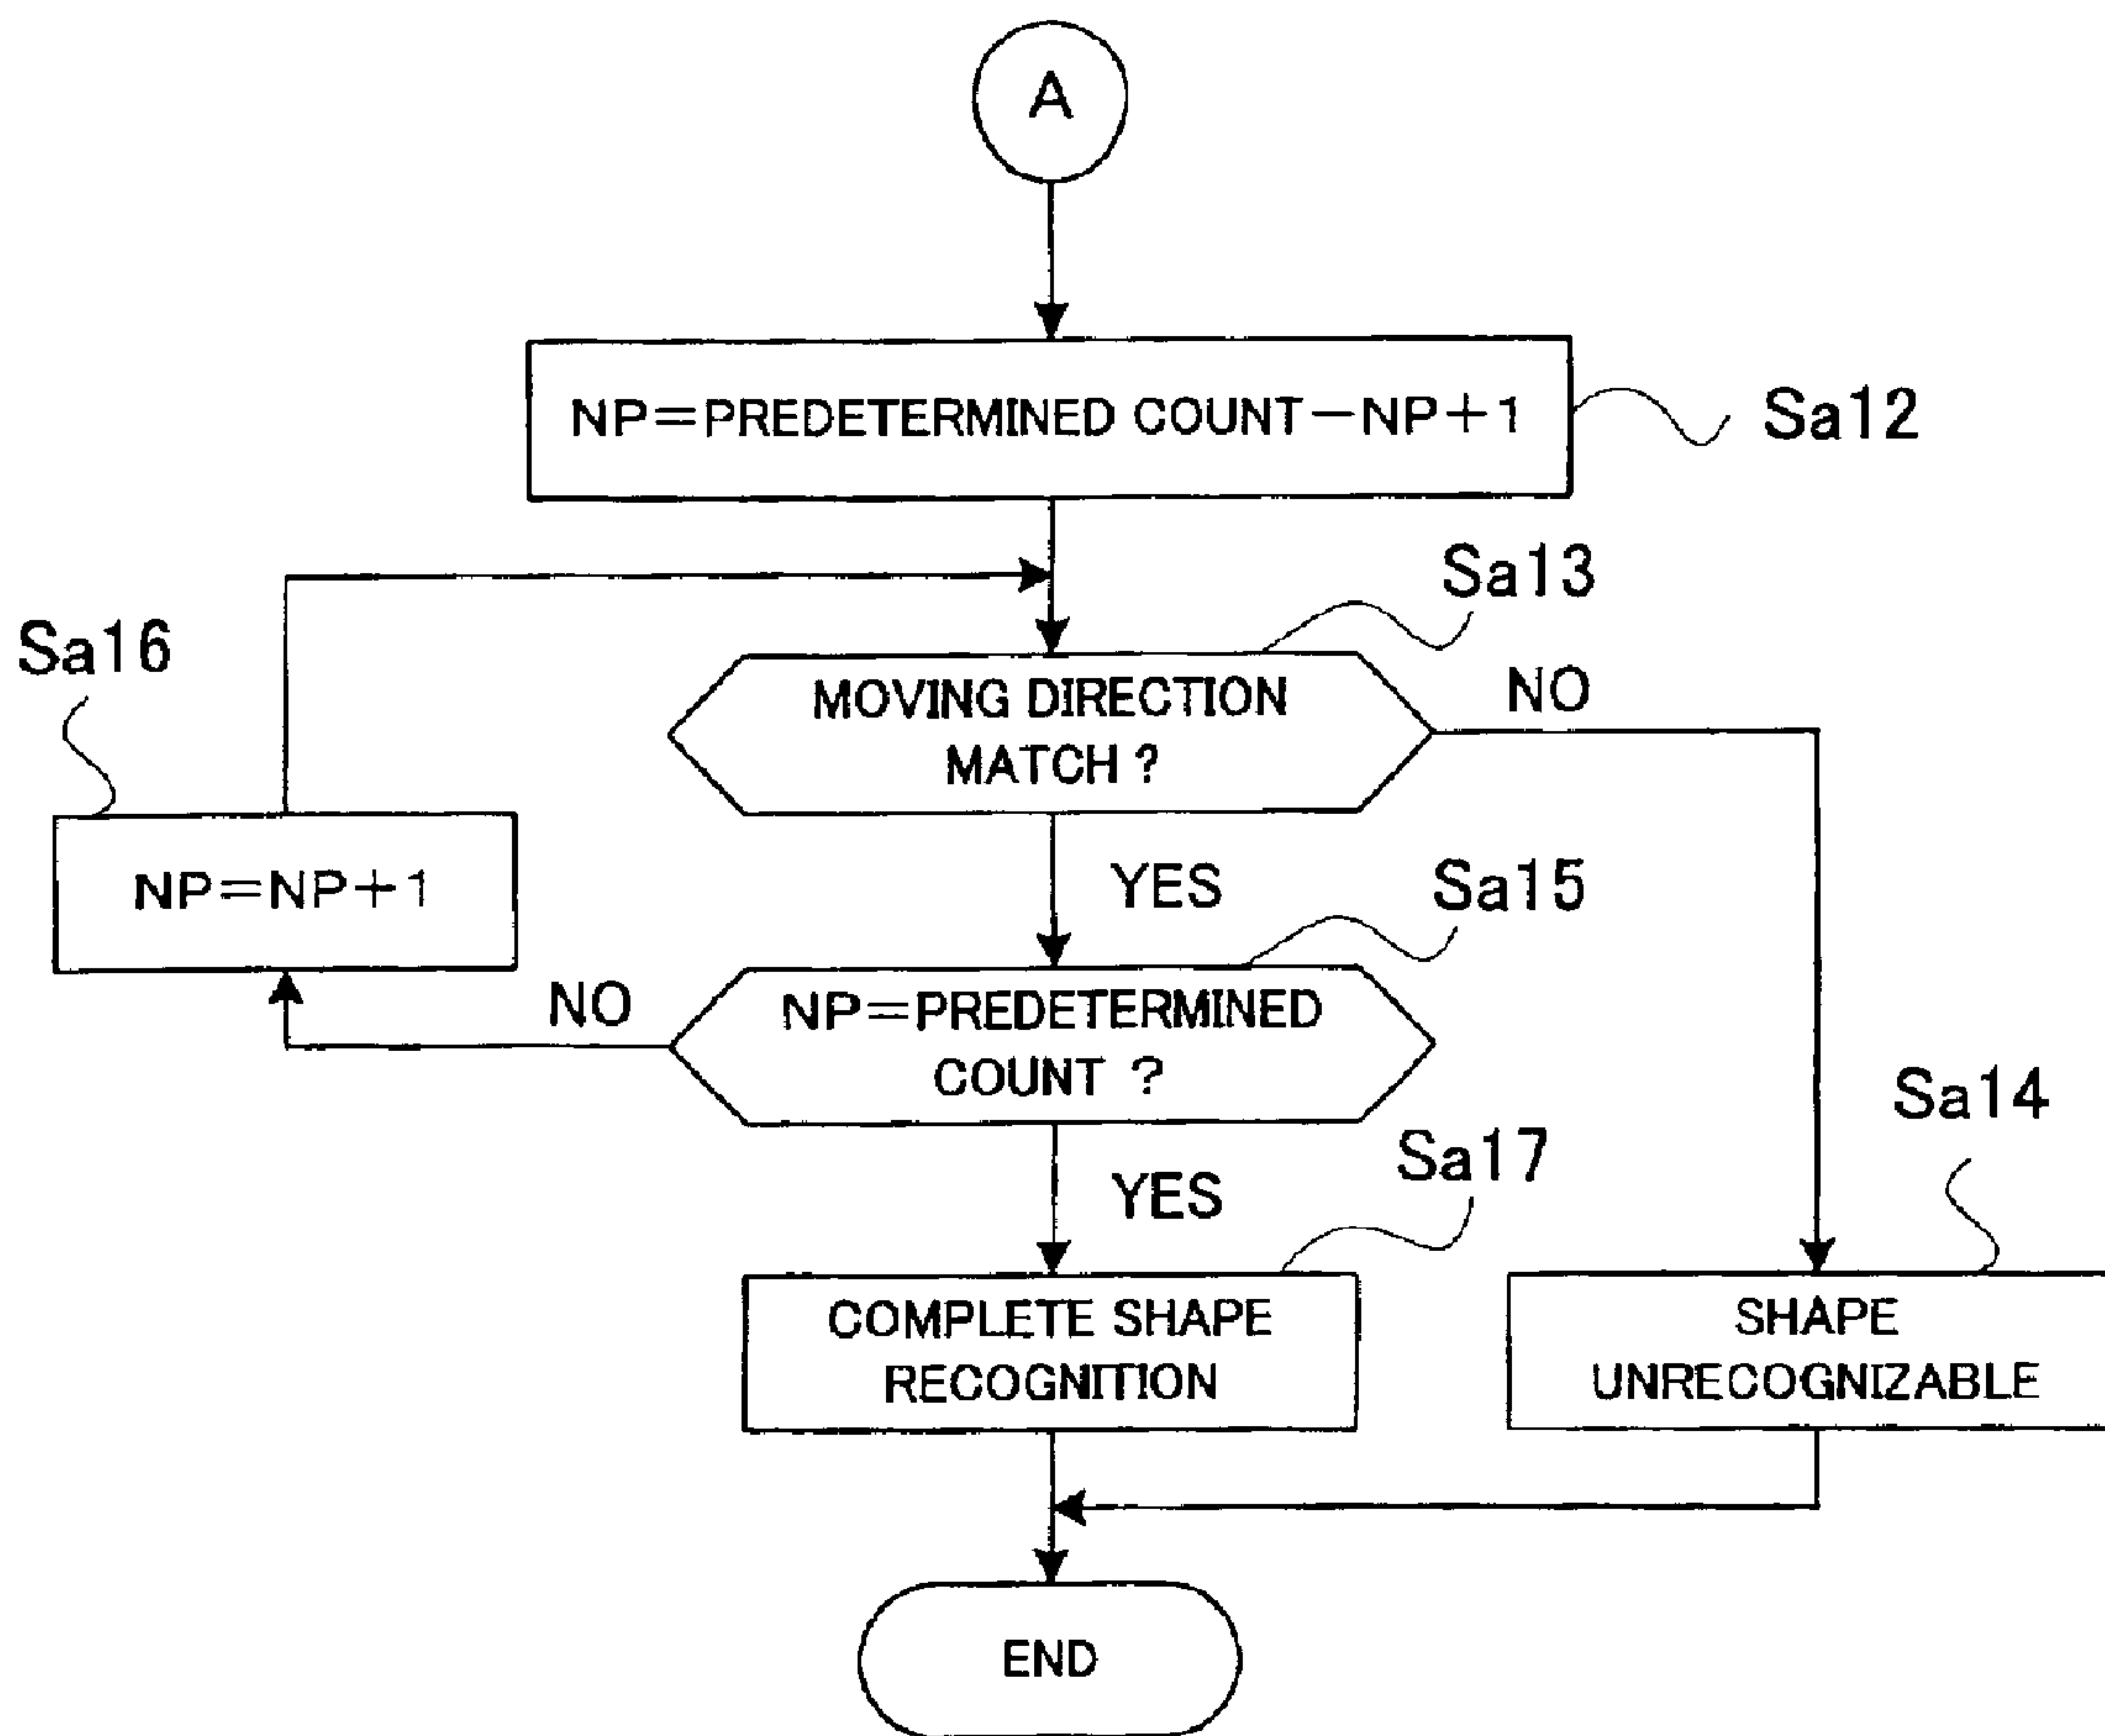 A
NP=PREDETERMINED COUNT-NP+1
Sa12
Sa13
Sa16
MOVING DIRECTION
MATCH ?
NO
NP=NP+1
YES
Sa15
NO
NP=PREDETERMINED
COUNT ?
Sa14
YES
Sa17
COMPLETE SHAPE
RECOGNITION
SHAPE
UNRECOGNIZABLE
END